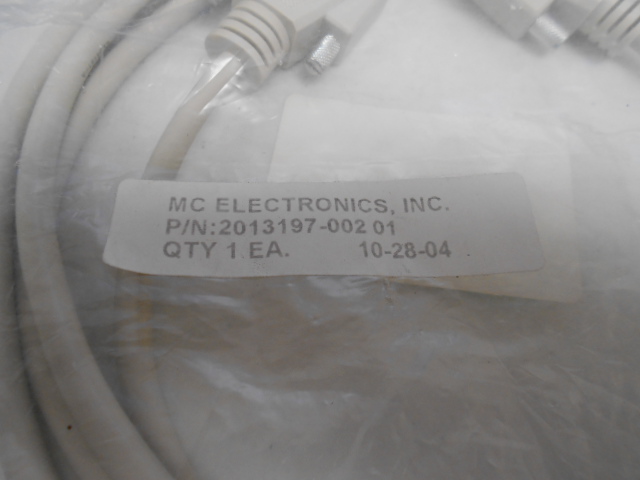 MC ELECTRONICS, INC.
P/N:2013197-002 01
QTY 1 EA. 10-28-04